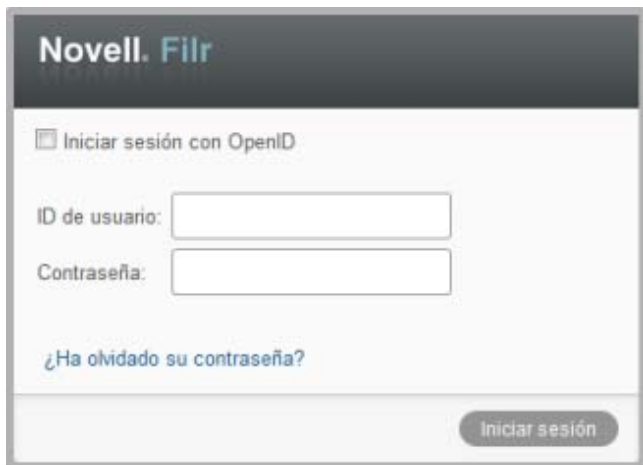 Novell. Filr
Iniciar sesión con OpenID
ID de usuario:
Contraseña:
¿Ha olvidado su contraseña?
Iniciar sesión